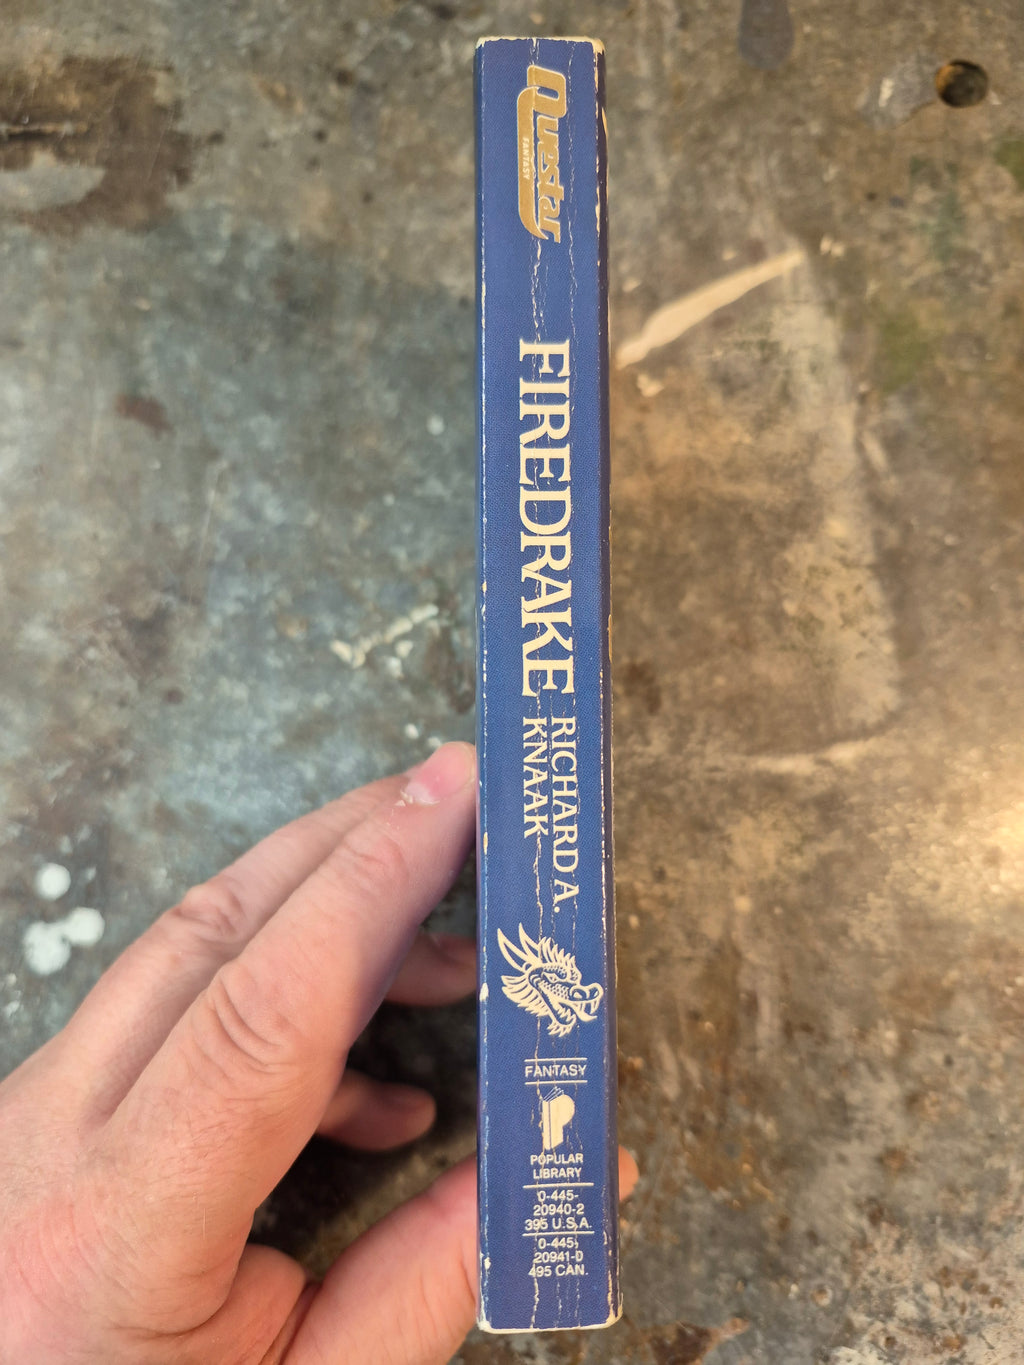 Questar
FANTASY
FIREDRAKE
RICHARD A.
KNAAK
FANTASY
POPULAR
LIBRARY
0-445-
20940-2
395 U.S.A.
0-445-
20941-0
495 CAN.